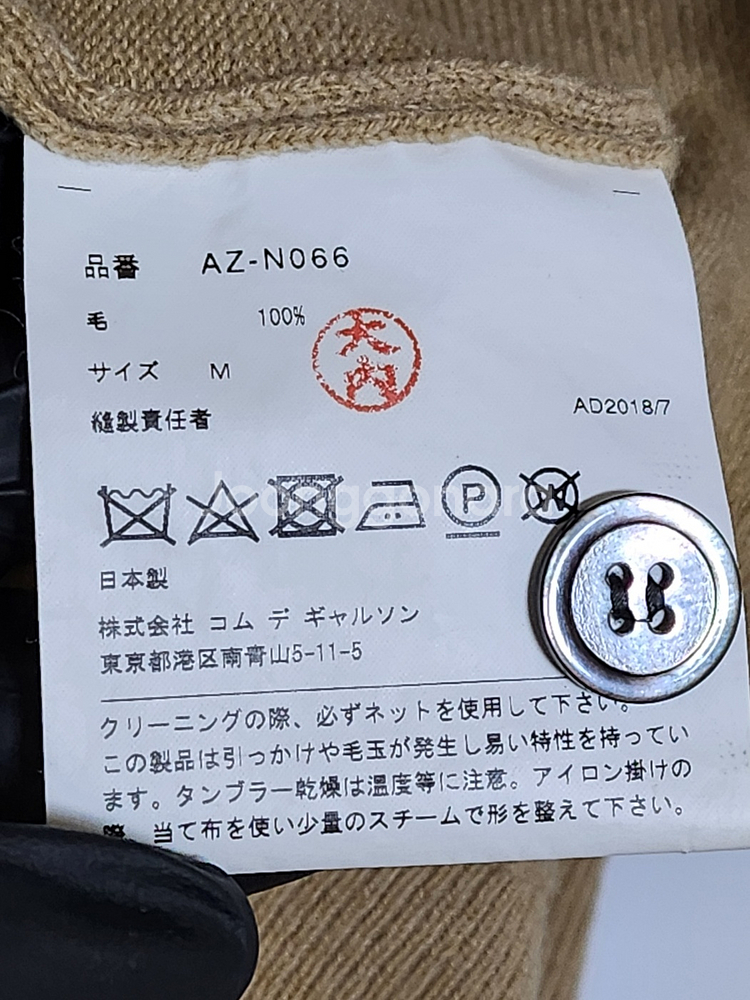 品番 AZ-N066
毛 100%
大内
サイズ M
縫製責任者
AD2018/7
P
W
日本製
株式会社 コム デ ギャルソン
東京都港区南青山5-11-5
クリーニングの際、必ずネットを使用して下さい。
この製品は引っかけや毛玉が発生し易い特性を持ってい
ます。タンブラー乾燥は温度等に注意。アイロン掛けの
際、当て布を使い少量のスチームで形を整えて下さい。